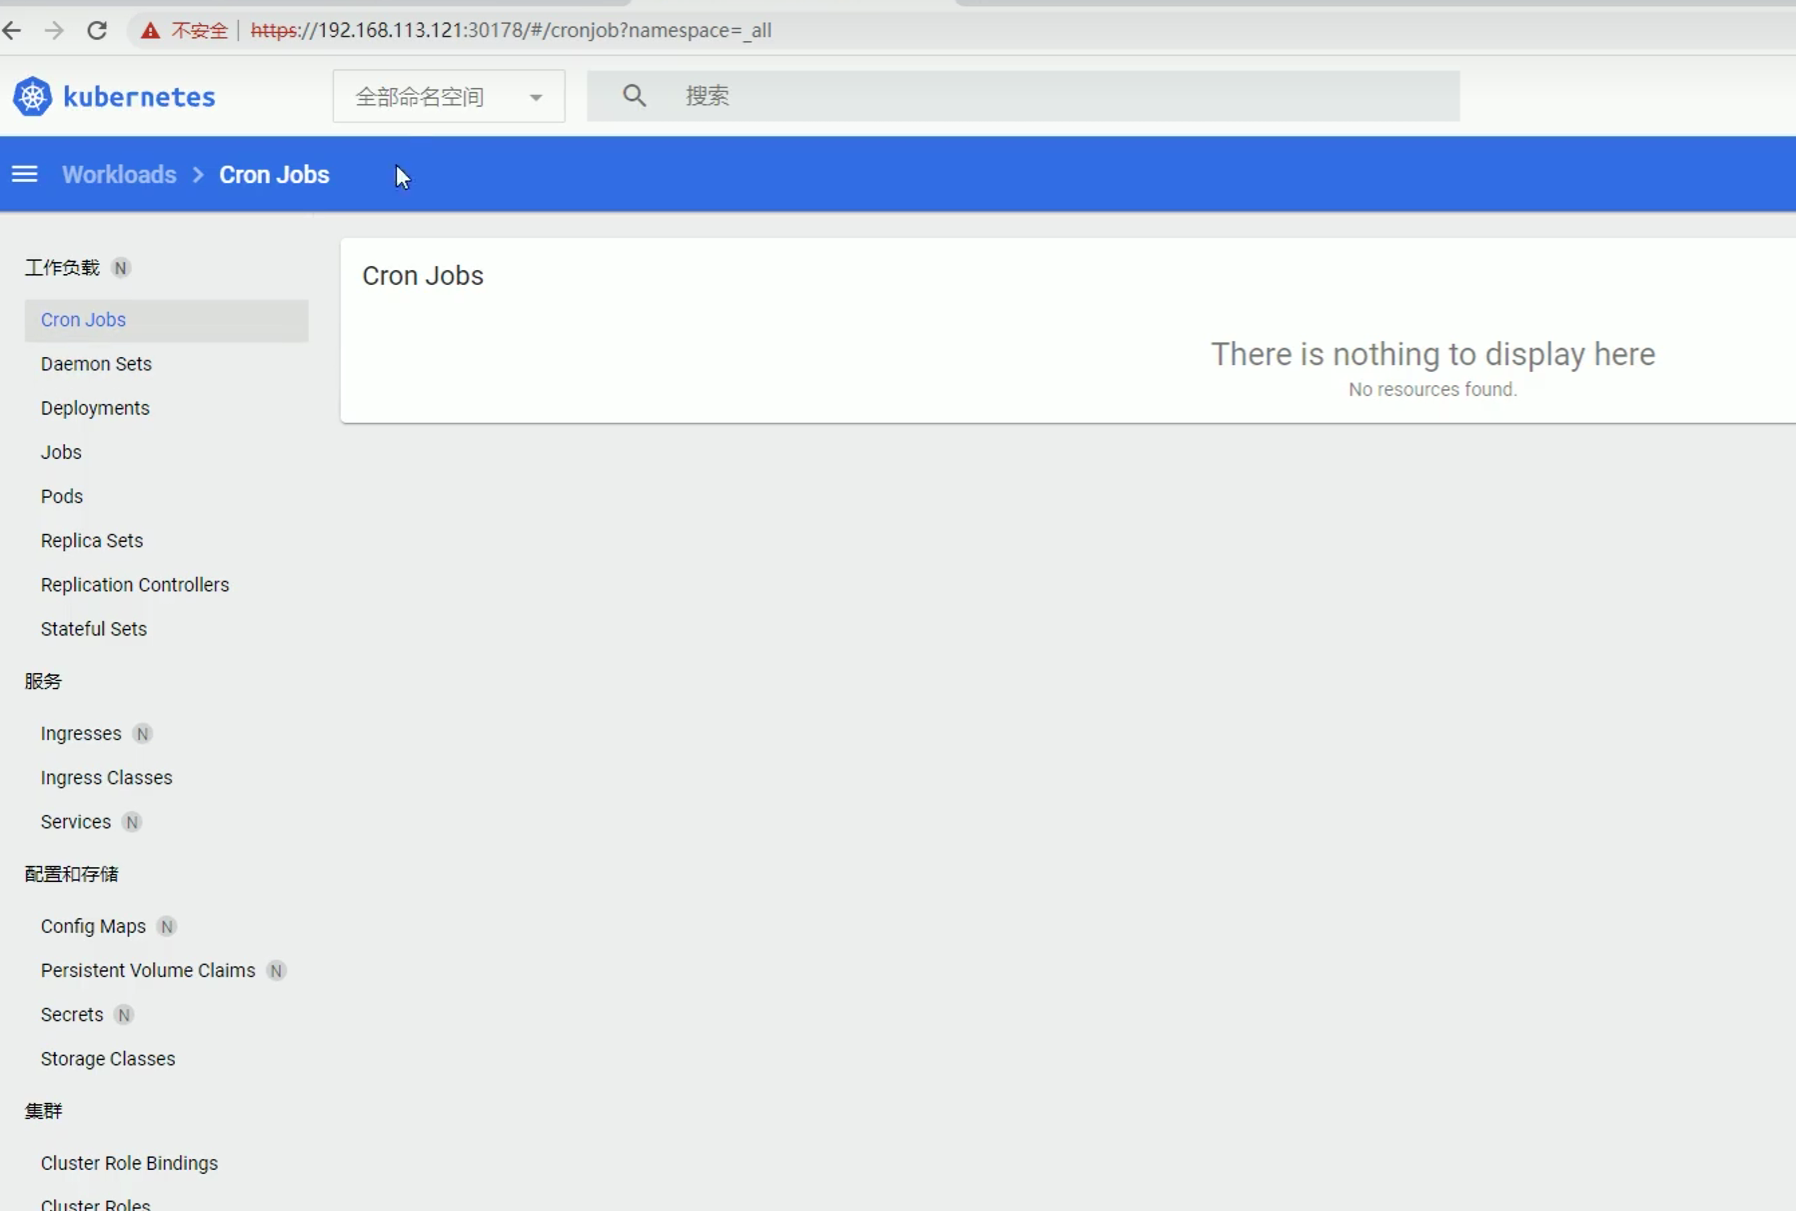 不安全 https://192.168.113.121:30178/#/cronjob?namespace=_all
kubernetes 全部命名空间 搜索
Workloads Cron Jobs
工作负载 N
Cron Jobs
Daemon Sets
Deployments
Jobs
Pods
Replica Sets
Replication Controllers
Stateful Sets
服务
Ingresses N
Ingress Classes
Services N
配置和存储
Config Maps N
Persistent Volume Claims N
Secrets N
Storage Classes
集群
Cluster Role Bindings
Cluster Roles
Cron Jobs
There is nothing to display here
No resources found.